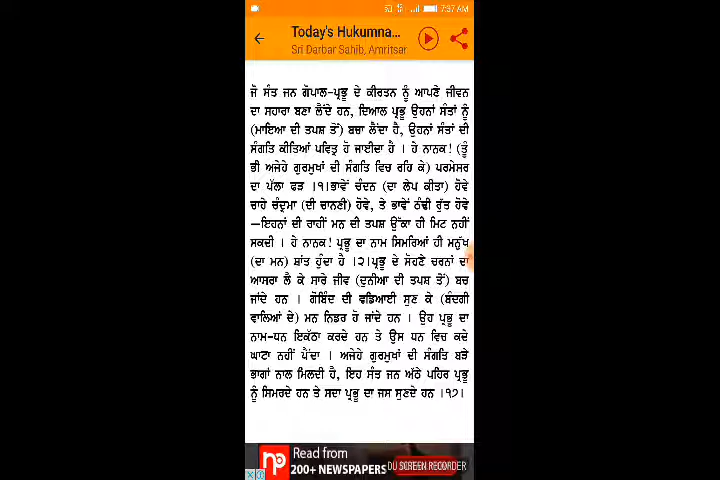 7:37 AM
Today's Hukumna...
Sri Darbar Sahib, Amritsar
ਜੋ ਸੰਤ ਜਨ ਗੋਪਾਲ-ਪ੍ਰਭੂ ਦੇ ਕੀਰਤਨ ਨੂੰ ਆਪਣੇ ਜੀਵਨ
ਦਾ ਸਹਾਰਾ ਬਣਾ ਲੈਂਦੇ ਹਨ, ਦਿਆਲ ਪ੍ਰਭੂ ਉਹਨਾਂ ਸੰਤਾਂ ਨੂੰ
(ਮਾਇਆ ਦੀ ਤਪਸ਼ ਤੋਂ) ਬਚਾ ਲੈਂਦਾ ਹੈ, ਉਹਨਾਂ ਸੰਤਾਂ ਦੀ
ਸੰਗਤਿ ਕੀਤਿਆਂ ਪਵਿਤ੍ਰ ਹੋ ਜਾਈਦਾ ਹੈ । ਹੇ ਨਾਨਕ! (ਤੂੰ
ਭੀ ਅਜੇਹੇ ਗੁਰਮੁਖਾਂ ਦੀ ਸੰਗਤਿ ਵਿਚ ਰਹਿ ਕੇ) ਪਰਮੇਸਰ
ਦਾ ਪੱਲਾ ਫੜ ।੧।ਭਾਵੇਂ ਚੰਦਨ (ਦਾ ਲੇਪ ਕੀਤਾ) ਹੋਵੇ
ਚਾਹੇ ਚੰਦ੍ਰਮਾ (ਦੀ ਚਾਨਣੀ) ਹੋਵੇ, ਤੇ ਭਾਵੇਂ ਠੰਢੀ ਰੁੱਤ ਹੋਵੇ
—ਇਹਨਾਂ ਦੀ ਰਾਹੀਂ ਮਨ ਦੀ ਤਪਸ਼ ਉੱਕਾ ਹੀ ਮਿਟ ਨਹੀਂ
ਸਕਦੀ । ਹੇ ਨਾਨਕ! ਪ੍ਰਭੂ ਦਾ ਨਾਮ ਸਿਮਰਿਆਂ ਹੀ ਮਨੁੱਖ
(ਦਾ ਮਨ) ਸ਼ਾਂਤ ਹੁੰਦਾ ਹੈ ।੨।ਪ੍ਰਭੂ ਦੇ ਸੋਹਣੇ ਚਰਨਾਂ ਦਾ
ਆਸਰਾ ਲੈ ਕੇ ਸਾਰੇ ਜੀਵ (ਦੁਨੀਆ ਦੀ ਤਪਸ਼ ਤੋਂ) ਬਚ
ਜਾਂਦੇ ਹਨ । ਗੋਬਿੰਦ ਦੀ ਵਡਿਆਈ ਸੁਣ ਕੇ (ਬੰਦਗੀ
ਵਾਲਿਆਂ ਦੇ) ਮਨ ਨਿਡਰ ਹੋ ਜਾਂਦੇ ਹਨ । ਉਹ ਪ੍ਰਭੂ ਦਾ
ਨਾਮ-ਧਨ ਇਕੱਠਾ ਕਰਦੇ ਹਨ ਤੇ ਉਸ ਧਨ ਵਿਚ ਕਦੇ
ਘਾਟਾ ਨਹੀਂ ਪੈਂਦਾ । ਅਜੇਹੇ ਗੁਰਮੁਖਾਂ ਦੀ ਸੰਗਤਿ ਬੜੇ
ਭਾਗਾਂ ਨਾਲ ਮਿਲਦੀ ਹੈ, ਇਹ ਸੰਤ ਜਨ ਅੱਠੇ ਪਹਿਰ ਪ੍ਰਭੂ
ਨੂੰ ਸਿਮਰਦੇ ਹਨ ਤੇ ਸਦਾ ਪ੍ਰਭੂ ਦਾ ਜਸ ਸੁਣਦੇ ਹਨ ।੧੭।
Read from
200+ NEWSPAPERS
DU SCREEN RECORDER